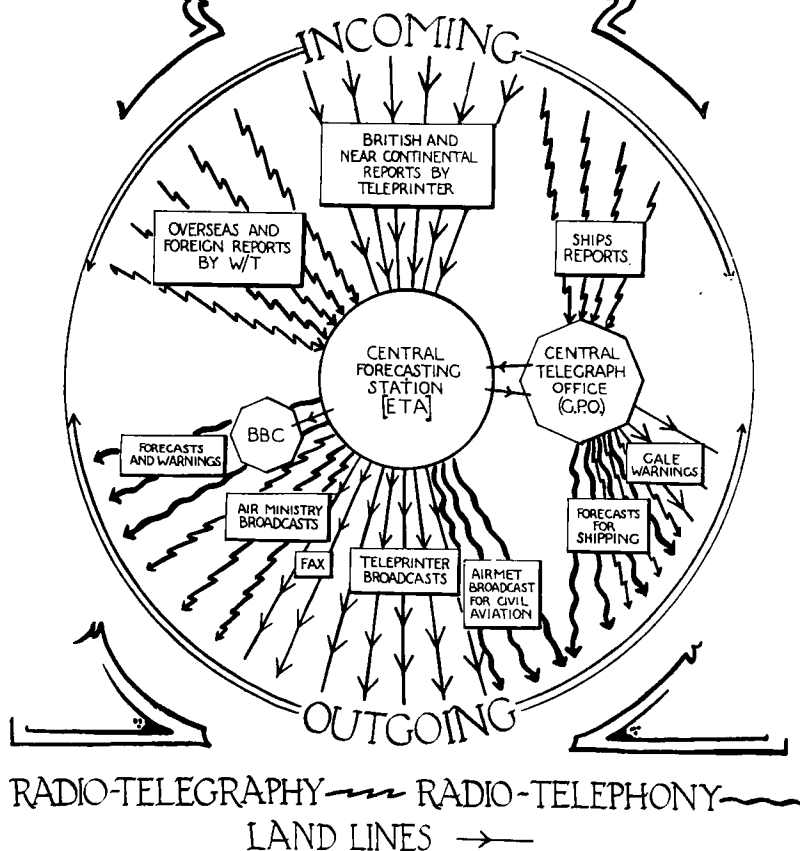 INCOMING
BRITISH AND
NEAR CONTINENTAL
REPORTS BY
TELEPRINTER
OVERSEAS AND
FOREIGN REPORTS
BY W/T
SHIPS
REPORTS
CENTRAL
FORECASTING
STATION
[ETA]
CENTRAL
TELEGRAPH
OFFICE
(G.P.O.)
BBC
FORECASTS
AND WARNINGS
GALE
WARNINGS
AIR MINISTRY
BROADCASTS
FORECASTS
FOR
SHIPPING
FAX
TELEPRINTER
BROADCASTS
AIRMET
BROADCAST
FOR CIVIL
AVIATION
OUTGOING
RADIO-TELEGRAPHY RADIO-TELEPHONY
LAND LINES